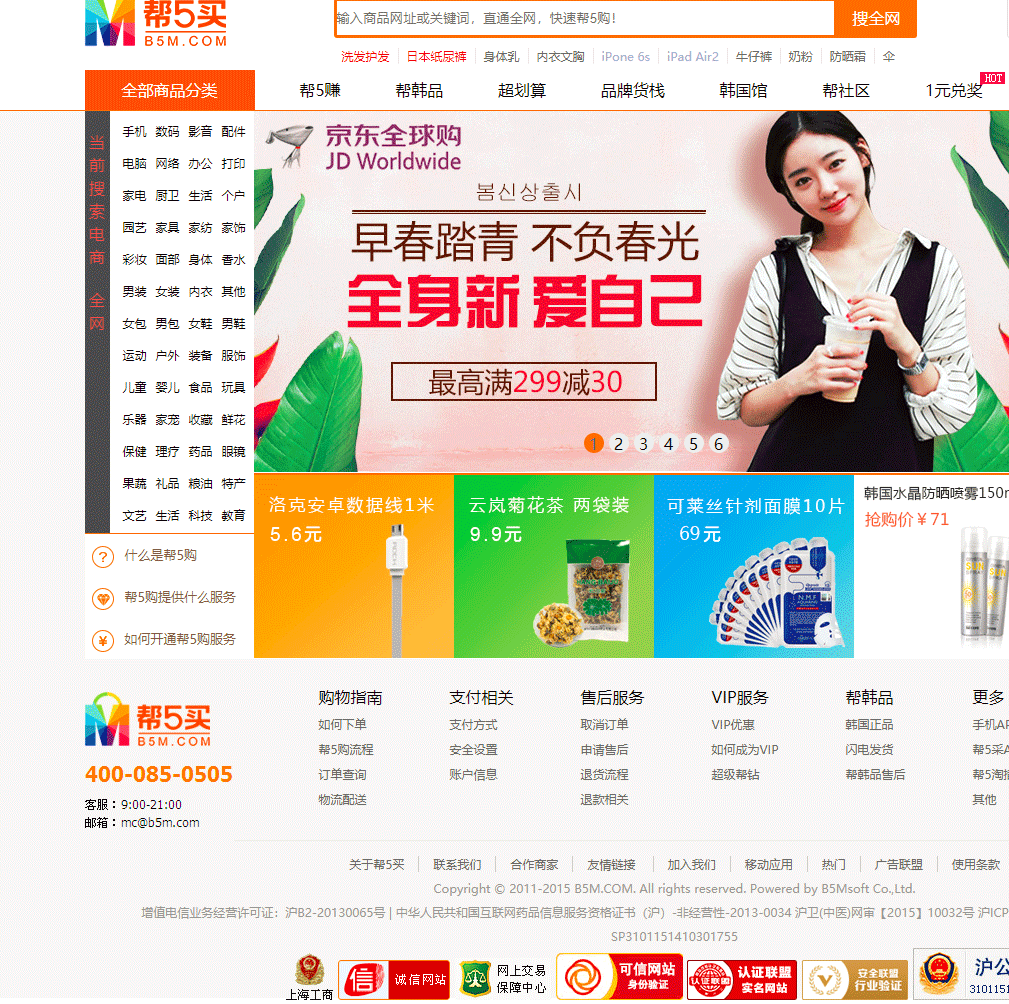 帮5买
B5M.COM
输入商品网址或关键词，直通全网，快速帮5购！
搜全网
洗发护发 日本纸尿裤 身体乳 内衣文胸 iPone 6s iPad Air2 牛仔裤 奶粉 防晒霜 伞
全部商品分类 帮5赚 帮韩品 超划算 品牌货栈 韩国馆 帮社区 1元兑奖 HOT
当前搜索电商 全网
手机 数码 影音 配件
电脑 网络 办公 打印
家电 厨卫 生活 个户
园艺 家具 家纺 家饰
彩妆 面部 身体 香水
男装 女装 内衣 其他
女包 男包 女鞋 男鞋
运动 户外 装备 服饰
儿童 婴儿 食品 玩具
乐器 家宠 收藏 鲜花
保健 理疗 药品 眼镜
果蔬 礼品 粮油 特产
文艺 生活 科技 教育
什么是帮5购
帮5购提供什么服务
如何开通帮5购服务
京东全球购
JD Worldwide
봄신상출시
早春踏青 不负春光
全身新 爱自己
最高满299减30
1 2 3 4 5 6
洛克安卓数据线1米
5.6元
云岚菊花茶 两袋装
9.9元
可莱丝针剂面膜10片
69元
N.M.F
韩国水晶防晒喷雾150m
抢购价￥71
帮5买
B5M.COM
400-085-0505
客服：9:00-21:00
邮箱：mc@b5m.com
购物指南
如何下单
帮5购流程
订单查询
物流配送
支付相关
支付方式
安全设置
账户信息
售后服务
取消订单
申请售后
退货流程
退款相关
VIP服务
VIP优惠
如何成为VIP
超级帮钻
帮韩品
韩国正品
闪电发货
帮韩品售后
更多
手机AP
帮5采A
帮5淘
其他
关于帮5买 联系我们 合作商家 友情链接 加入我们 移动应用 热门 广告联盟 使用条款
Copyright © 2011-2015 B5M.COM. All rights reserved. Powered by B5Msoft Co.,Ltd.
增值电信业务经营许可证：沪B2-20130065号 | 中华人民共和国互联网药品信息服务资格证书（沪）-非经营性-2013-0034 沪卫(中医)网审【2015】10032号 沪ICP
SP3101151410301755
上海工商
信 诚信网站
网上交易
保障中心
可信网站
身份验证
认证联盟
认证联盟
实名网站
安全联盟
行业验证
沪公
3101151